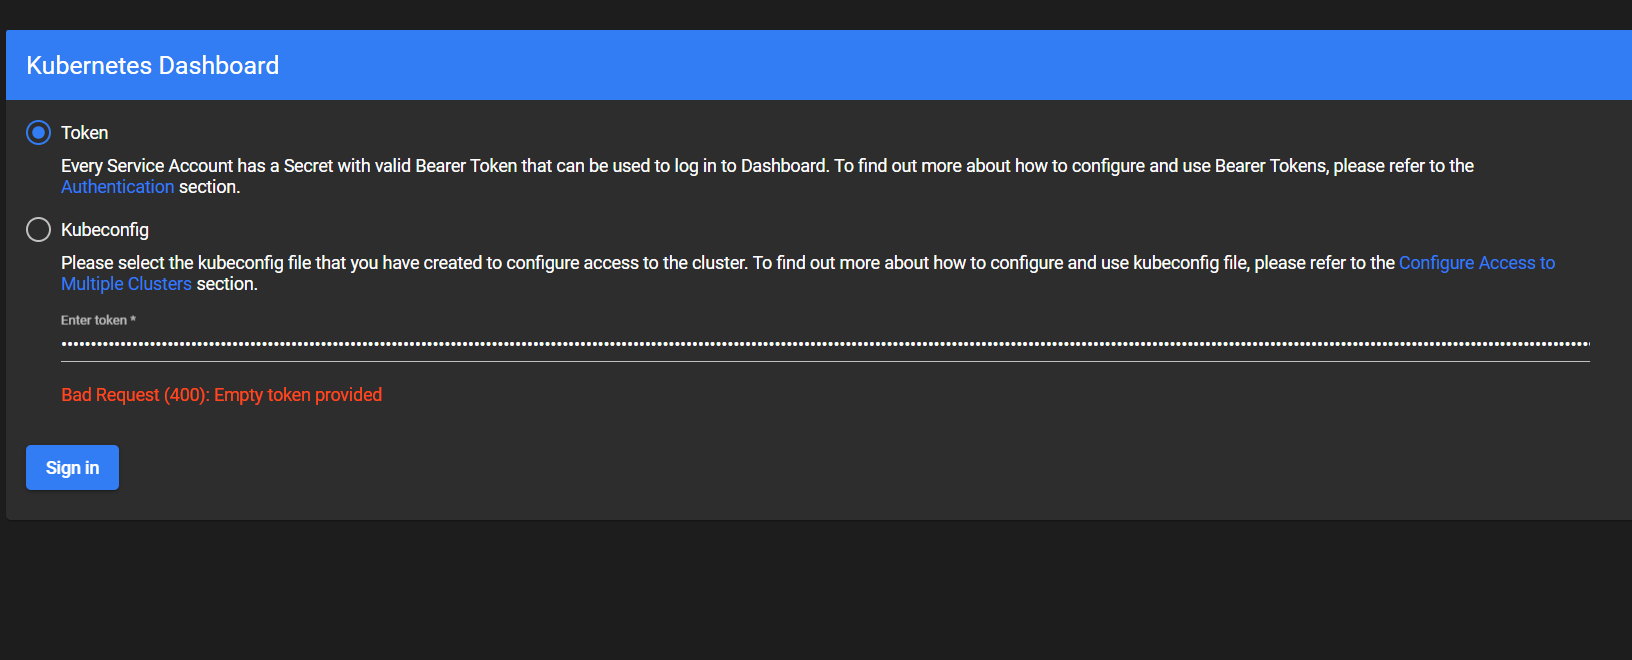 Kubernetes Dashboard
Token
Every Service Account has a Secret with valid Bearer Token that can be used to log in to Dashboard. To find out more about how to configure and use Bearer Tokens, please refer to the
Authentication section.
Kubeconfig
Please select the kubeconfig file that you have created to configure access to the cluster. To find out more about how to configure and use kubeconfig file, please refer to the Configure Access to
Multiple Clusters section.
Enter token *
Bad Request (400): Empty token provided
Sign in